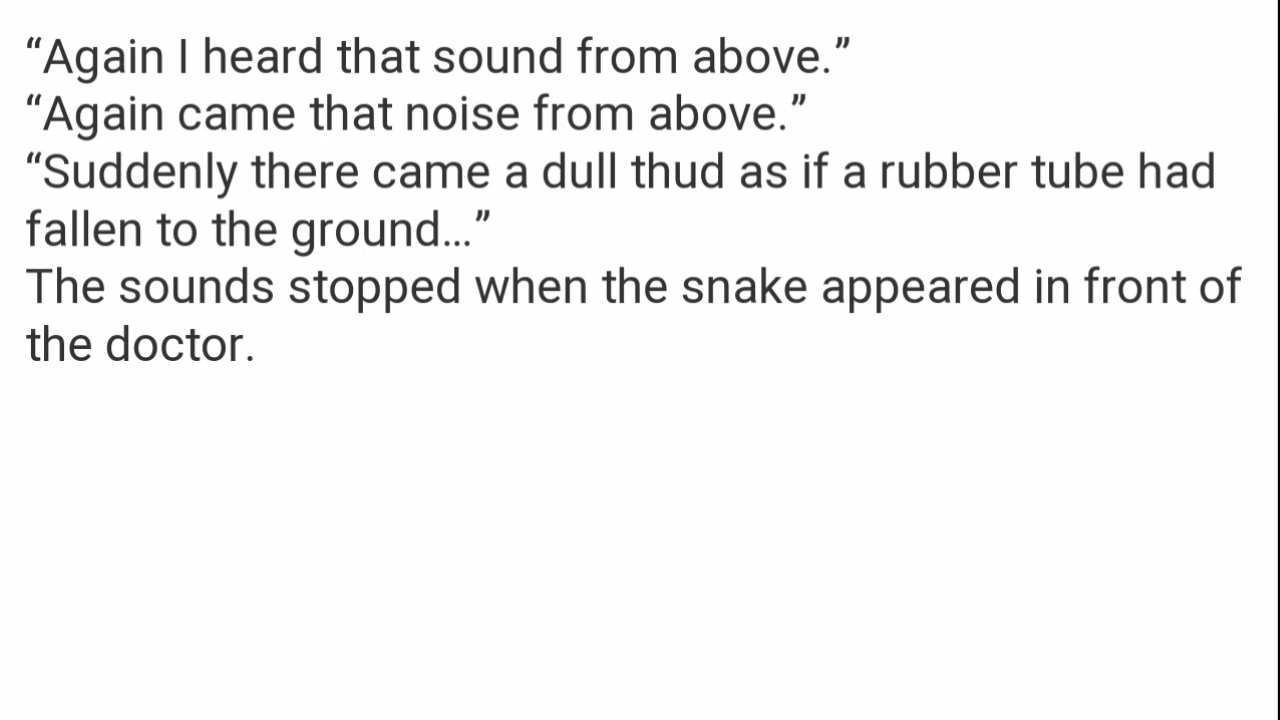 “Again I heard that sound from above.”
“Again came that noise from above.”
“Suddenly there came a dull thud as if a rubber tube had
fallen to the ground…”
The sounds stopped when the snake appeared in front of
the doctor.